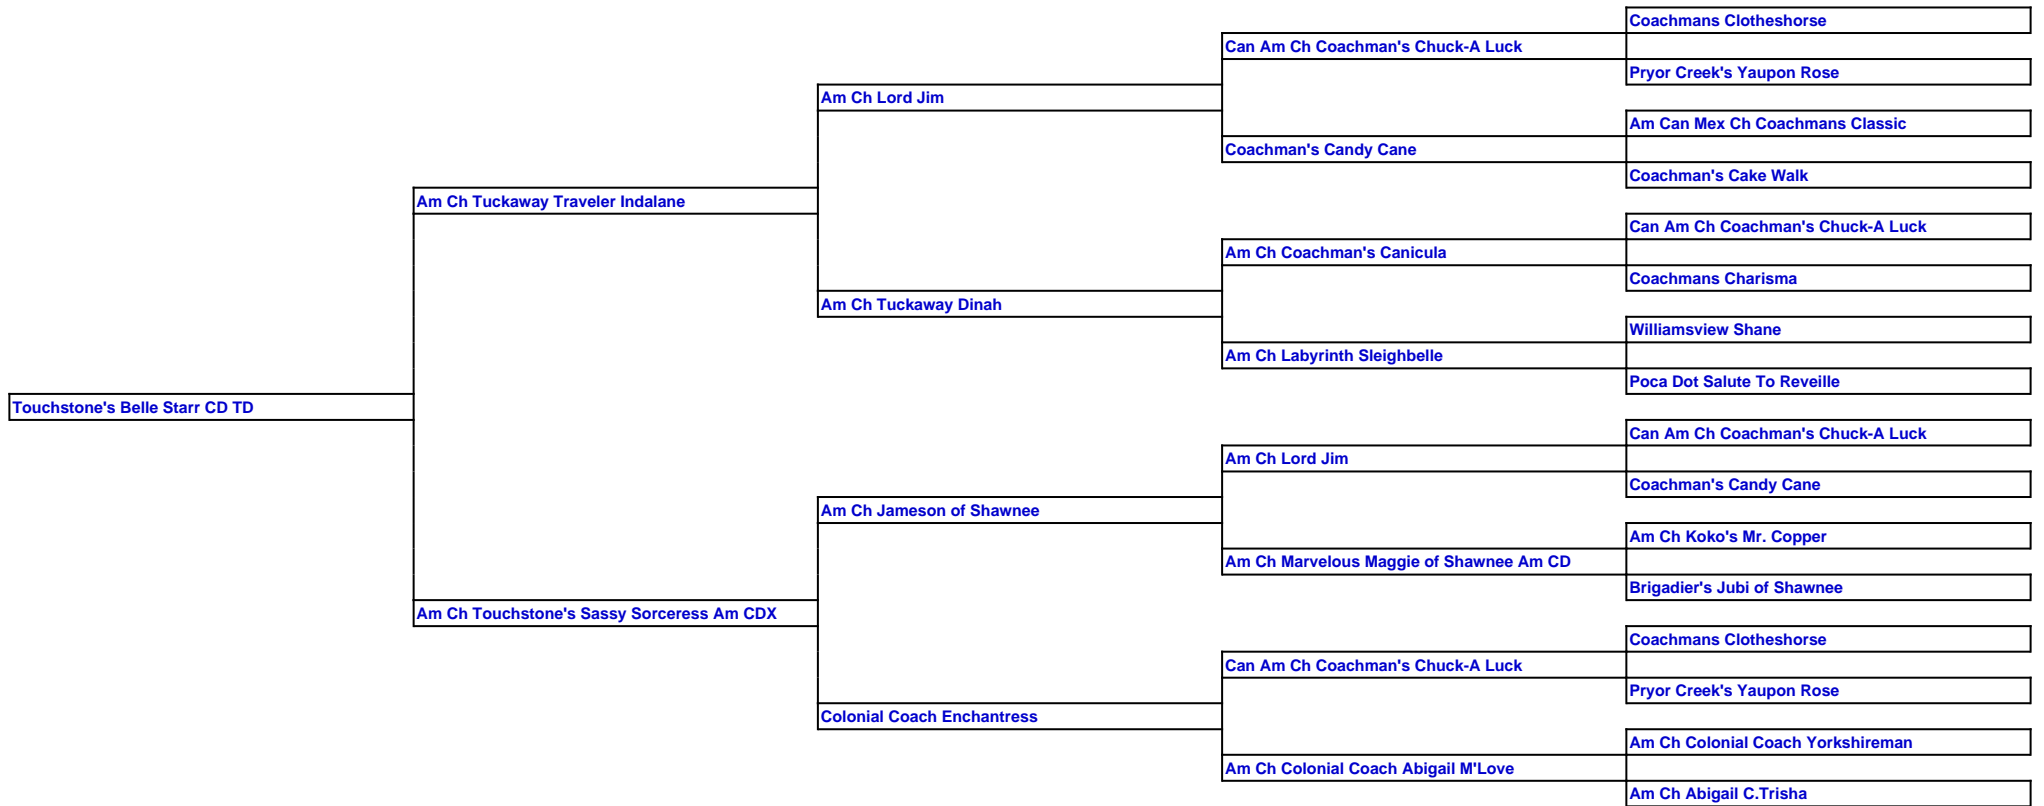 Coachmans Clotheshorse
Can Am Ch Coachman's Chuck-A Luck
Pryor Creek's Yaupon Rose
Am Ch Lord Jim
Am Can Mex Ch Coachmans Classic
Coachman's Candy Cane
Coachman's Cake Walk
Am Ch Tuckaway Traveler Indalane
Can Am Ch Coachman's Chuck-A Luck
Am Ch Coachman's Canicula
Coachmans Charisma
Am Ch Tuckaway Dinah
Williamsview Shane
Am Ch Labyrinth Sleighbelle
Poca Dot Salute To Reveille
Touchstone's Belle Starr CD TD
Can Am Ch Coachman's Chuck-A Luck
Am Ch Lord Jim
Coachman's Candy Cane
Am Ch Jameson of Shawnee
Am Ch Koko's Mr. Copper
Am Ch Marvelous Maggie of Shawnee Am CD
Brigadier's Jubi of Shawnee
Am Ch Touchstone's Sassy Sorceress Am CDX
Coachmans Clotheshorse
Can Am Ch Coachman's Chuck-A Luck
Pryor Creek's Yaupon Rose
Colonial Coach Enchantress
Am Ch Colonial Coach Yorkshireman
Am Ch Colonial Coach Abigail M'Love
Am Ch Abigail C.Trisha